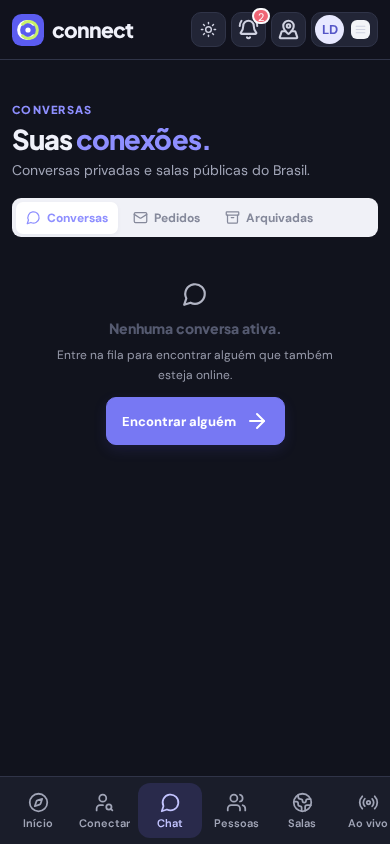 connect
2
LD
CONVERSAS
Suas conexões.
Conversas privadas e salas públicas do Brasil.
Conversas
Pedidos
Arquivadas
Nenhuma conversa ativa.
Entre na fila para encontrar alguém que também
esteja online.
Encontrar alguém
Início
Conectar
Chat
Pessoas
Salas
Ao vivo